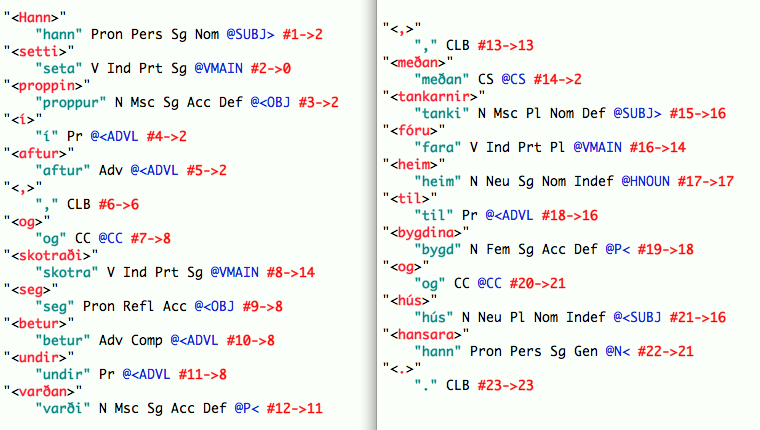 "<Hann>"
"hann" Pron Pers Sg Nom @SUBJ> #1->2
"<setti>"
"seta" V Ind Prt Sg @VMAIN #2->0
"<proppin>"
"proppur" N Msc Sg Acc Def @<OBJ #3->2
"<í>"
"í" Pr @<ADVL #4->2
"<aftur>"
"aftur" Adv @<ADVL #5->2
"<,>"
"," CLB #6->6
"<og>"
"og" CC @CC #7->8
"<skotraði>"
"skotra" V Ind Prt Sg @VMAIN #8->14
"<seg>"
"seg" Pron Refl Acc @<OBJ #9->8
"<betur>"
"betur" Adv Comp @<ADVL #10->8
"<undir>"
"undir" Pr @<ADVL #11->8
"<varðan>"
"varði" N Msc Sg Acc Def @P< #12->11
"<,>"
"," CLB #13->13
"<meðan>"
"meðan" CS @CS #14->2
"<tankarnir>"
"tanki" N Msc Pl Nom Def @SUBJ> #15->16
"<fóru>"
"fara" V Ind Prt Pl @VMAIN #16->14
"<heim>"
"heim" N Neu Sg Nom Indef @HNOUN #17->17
"<til>"
"til" Pr @<ADVL #18->16
"<bygdina>"
"bygd" N Fem Sg Acc Def @P< #19->18
"<og>"
"og" CC @CC #20->21
"<hús>"
"hús" N Neu Pl Nom Indef @<SUBJ #21->16
"<hansara>"
"hann" Pron Pers Sg Gen @N< #22->21
"<.>"
"." CLB #23->23